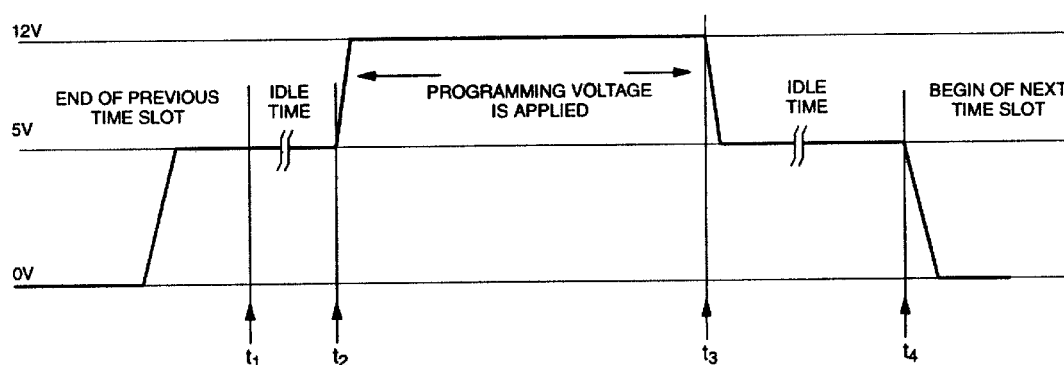 12V
END OF PREVIOUS
TIME SLOT
IDLE
TIME
PROGRAMMING VOLTAGE
IS APPLIED
IDLE
TIME
BEGIN OF NEXT
TIME SLOT
5V
0V
t1
t2
t3
t4